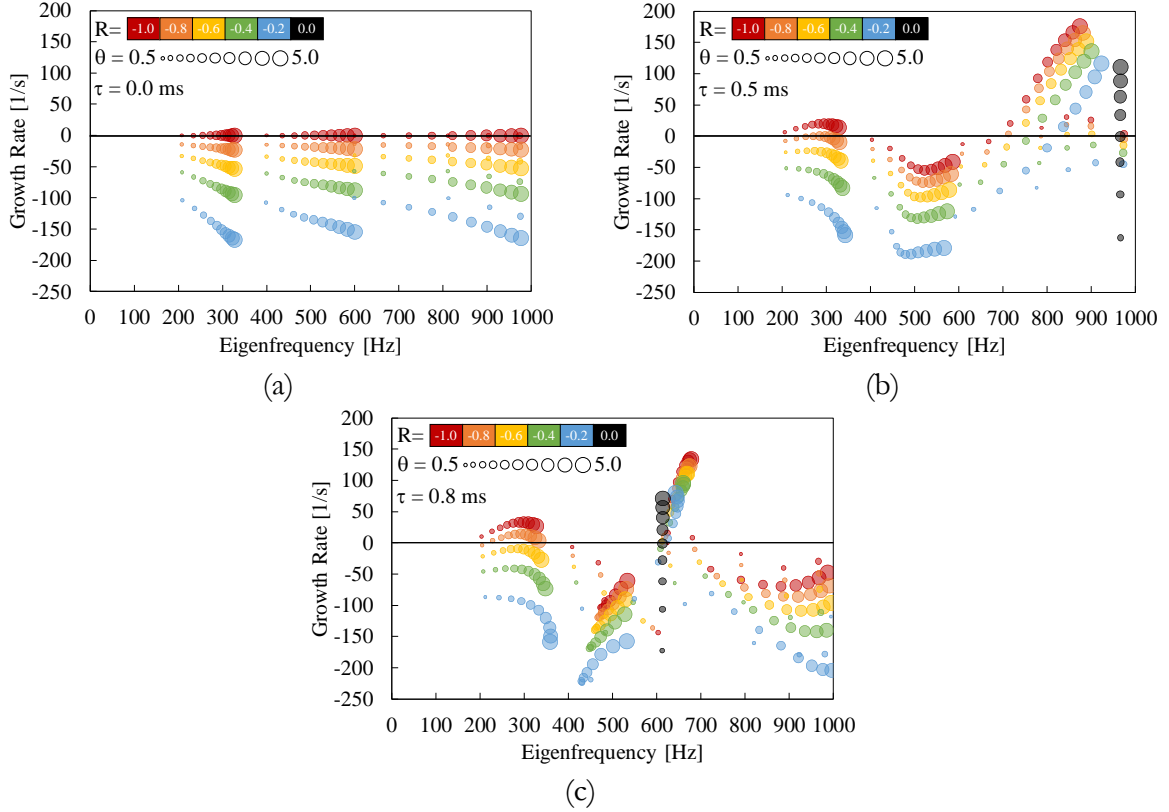 200
150
100
50
0
-50
-100
-150
-200
-250
Growth Rate [1/s]
R= -1.0 -0.8 -0.6 -0.4 -0.2 0.0
θ = 0.5 5.0
τ = 0.0 ms
0 100 200 300 400 500 600 700 800 900 1000
Eigenfrequency [Hz]
(a)
200
150
100
50
0
-50
-100
-150
-200
-250
Growth Rate [1/s]
R= -1.0 -0.8 -0.6 -0.4 -0.2 0.0
θ = 0.5 5.0
τ = 0.5 ms
0 100 200 300 400 500 600 700 800 900 1000
Eigenfrequency [Hz]
(b)
200
150
100
50
0
-50
-100
-150
-200
-250
Growth Rate [1/s]
R= -1.0 -0.8 -0.6 -0.4 -0.2 0.0
θ = 0.5 5.0
τ = 0.8 ms
0 100 200 300 400 500 600 700 800 900 1000
Eigenfrequency [Hz]
(c)